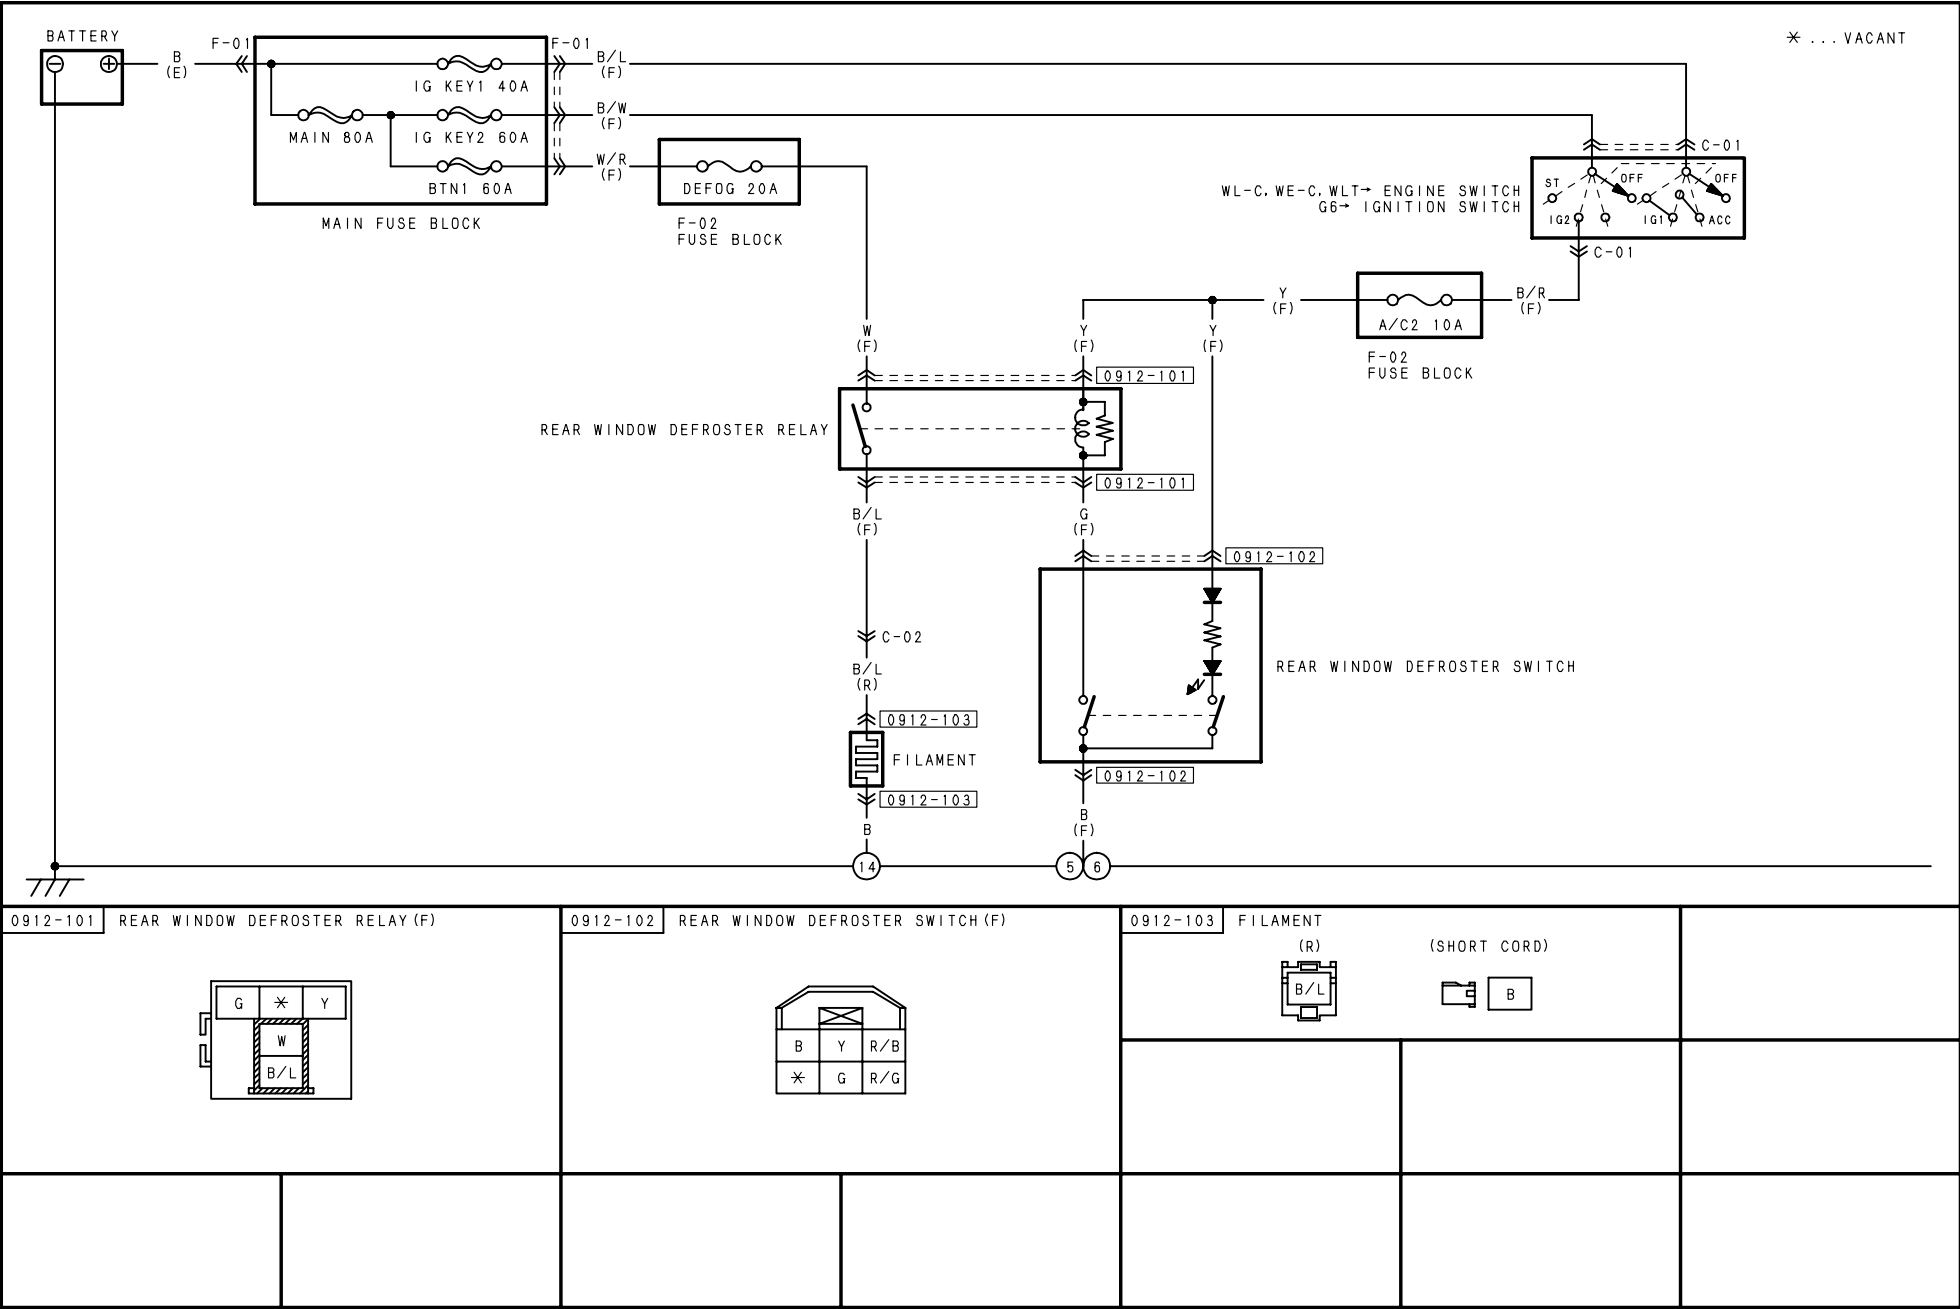 BATTERY
* ... VACANT
B
(E)
F-01
F-01
B/L
(F)
IG KEY1 40A
B/W
(F)
MAIN 80A
IG KEY2 60A
W/R
(F)
BTN1 60A
DEFOG 20A
MAIN FUSE BLOCK
F-02
FUSE BLOCK
C-01
ST
OFF
OFF
WL-C, WE-C, WLT→ ENGINE SWITCH
G6→ IGNITION SWITCH
IG2
IG1
ACC
C-01
Y
(F)
B/R
(F)
A/C2 10A
F-02
FUSE BLOCK
W
(F)
Y
(F)
Y
(F)
0912-101
REAR WINDOW DEFROSTER RELAY
0912-101
B/L
(F)
G
(F)
0912-102
C-02
B/L
(R)
REAR WINDOW DEFROSTER SWITCH
0912-103
FILAMENT
0912-102
0912-103
B
B
(F)
14
5
6
0912-101 REAR WINDOW DEFROSTER RELAY(F)
G * Y
W
B/L
0912-102 REAR WINDOW DEFROSTER SWITCH(F)
B Y R/B
* G R/G
0912-103 FILAMENT
(R)
(SHORT CORD)
B/L
B